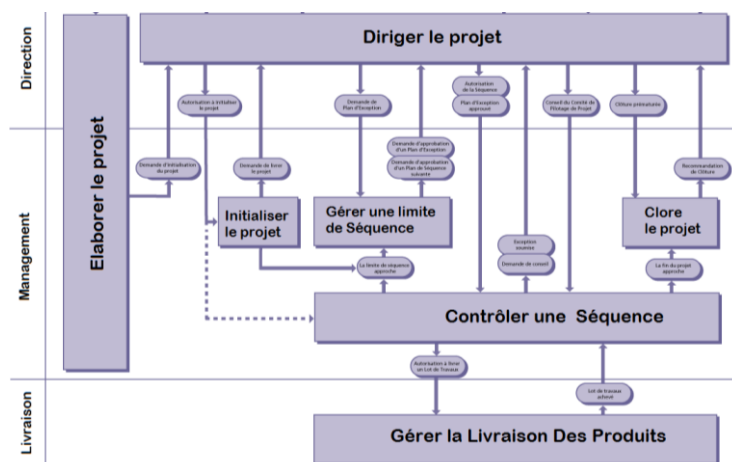 Direction
Management
Livraison
Elaborer le projet
Diriger le projet
Autorisation à initialiser
le projet
Demande de
Plan d'Exception
Autorisation
de la Séquence
Plan d'Exception
approuvé
Conseil du Comité de
Pilotage de Projet
Clôture prématurée
Demande d'initialisation
du projet
Demande de livrer
le projet
Demande d'approbation
d'un Plan d'Exception
Demande d'approbation
d'un Plan de Séquence
suivante
Recommandation
de Clôture
Initialiser
le projet
Gérer une limite
de Séquence
Clore
le projet
Exception
soumise
Demande de conseil
La limite de séquence
approche
La fin du projet
approche
Contrôler une Séquence
Autorisation à livrer
un Lot de Travaux
Lot de travaux
achevé
Gérer la Livraison Des Produits